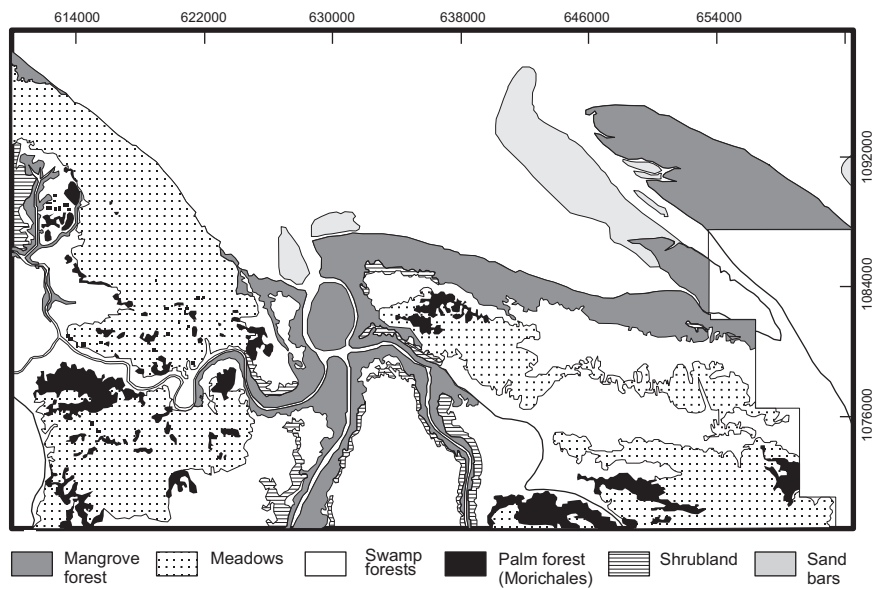 614000 622000 630000 638000 646000 654000
1092000
1084000
1076000
Mangrove
forest
Meadows
Swamp
forests
Palm forest
(Morichales)
Shrubland
Sand
bars